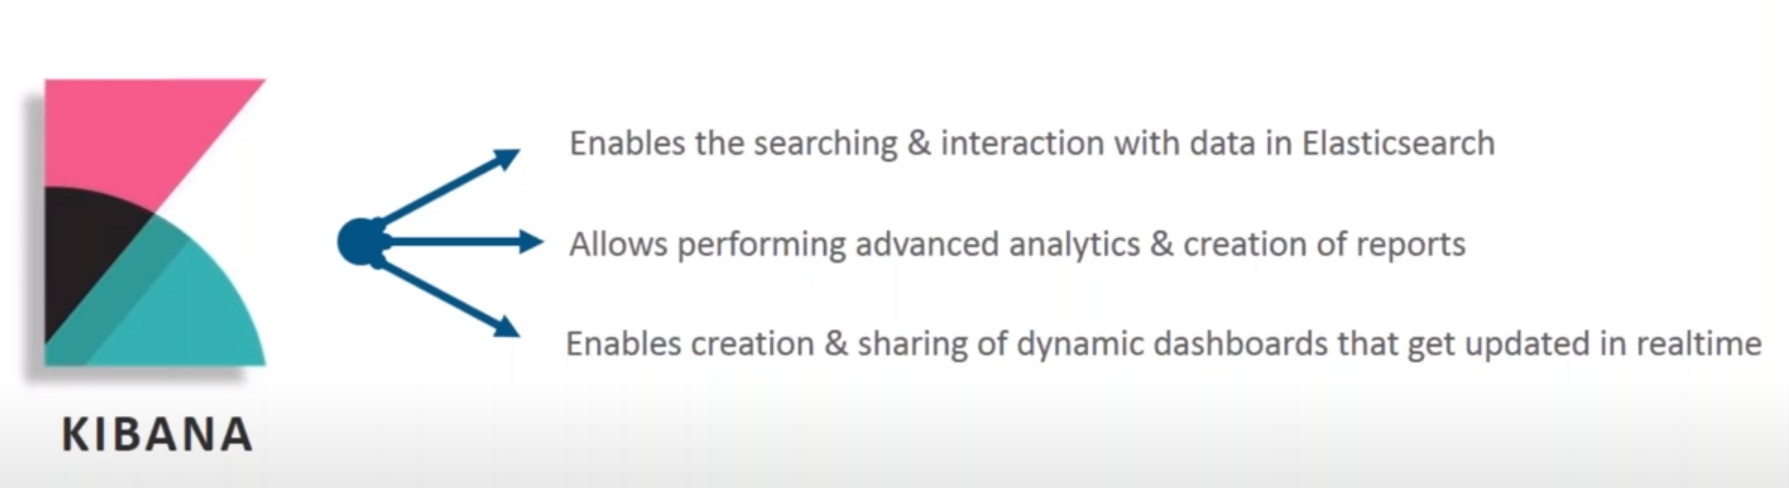 Enables the searching & interaction with data in Elasticsearch
Allows performing advanced analytics & creation of reports
Enables creation & sharing of dynamic dashboards that get updated in realtime
KIBANA